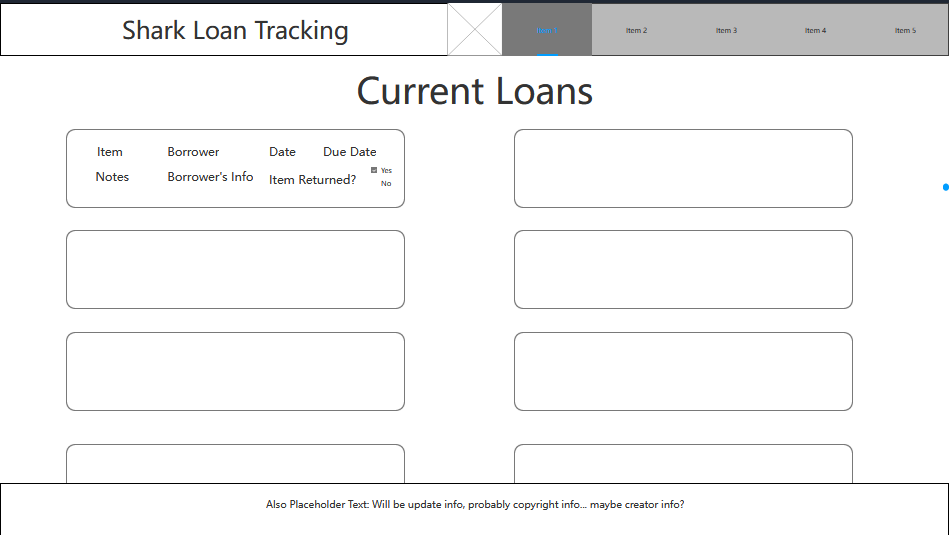 Shark Loan Tracking
Item 2 Item 3 Item 4 Item 5
Current Loans
Item Borrower Date Due Date
Notes Borrower's Info Item Returned? Yes
No
Also Placeholder Text: Will be update info, probably copyright info... maybe creator info?